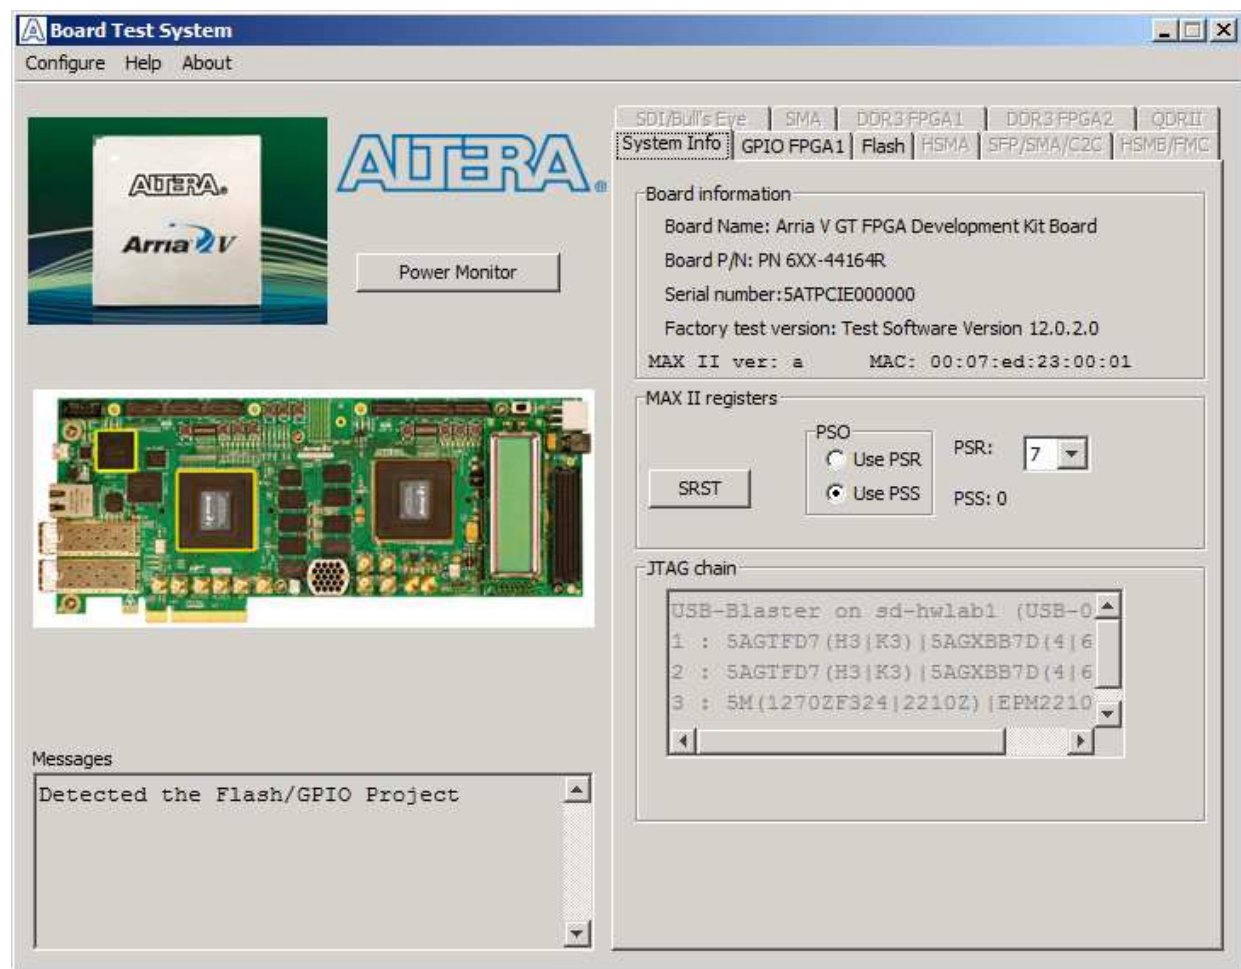 Board Test System
Configure Help About
ALTERA®
Arria V
ALTERA®
Power Monitor
SDI/Bull's Eye SMA DDR3 FPGA1 DDR3 FPGA2 QDRII
System Info GPIO FPGA1 Flash HSMA SFP/SMA/C2C HSMB/FMC
Board information
Board Name: Arria V GT FPGA Development Kit Board
Board P/N: PN 6XX-44164R
Serial number:5ATPCIE000000
Factory test version: Test Software Version 12.0.2.0
MAX II ver: a MAC: 00:07:ed:23:00:01
MAX II registers
SRST
PSO
Use PSR
Use PSS
PSR: 7
PSS: 0
JTAG chain
USB-Blaster on sd-hwlab1 (USB-0
1 : 5AGTFD7(H3|K3)|5AGXBB7D(4|6
2 : 5AGTFD7(H3|K3)|5AGXBB7D(4|6
3 : 5M(1270ZF324|2210Z)|EPM2210
Messages
Detected the Flash/GPIO Project